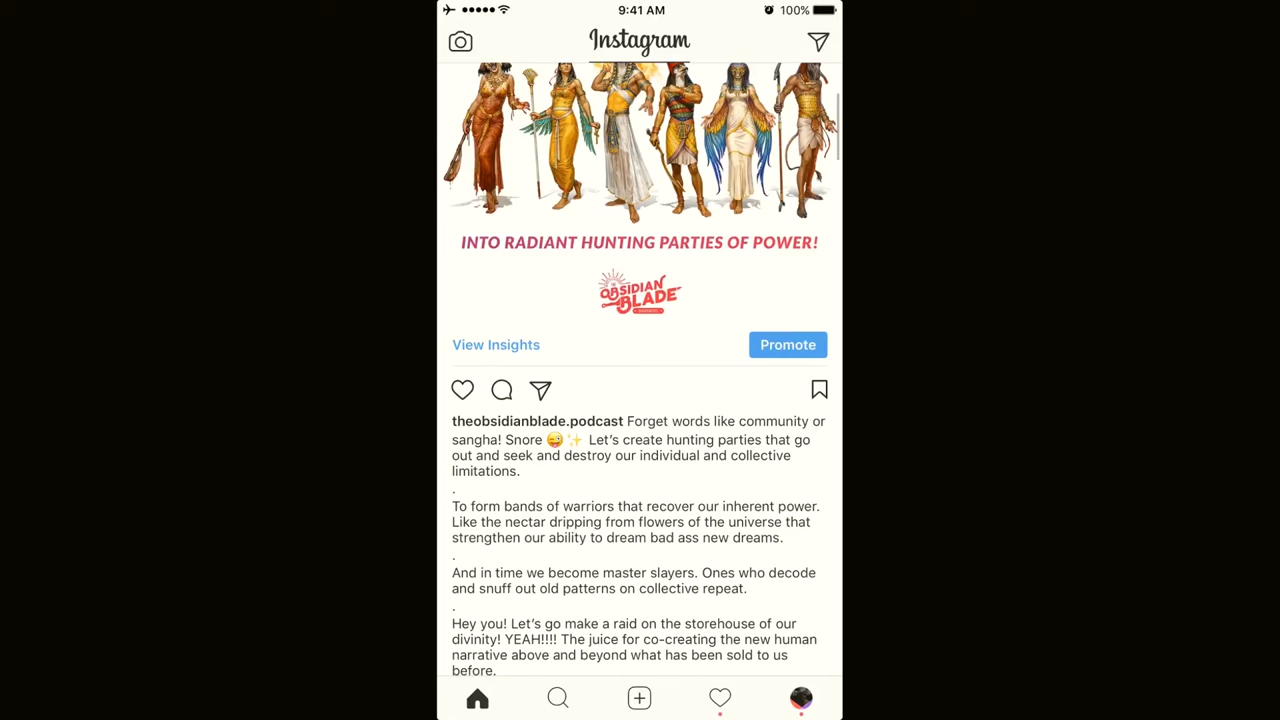 9:41 AM
100%
Instagram
INTO RADIANT HUNTING PARTIES OF POWER!
THE
OBSIDIAN
BLADE
View Insights
Promote
theobsidianblade.podcast Forget words like community or
sangha! Snore 😜✨ Let’s create hunting parties that go
out and seek and destroy our individual and collective
limitations.
.
To form bands of warriors that recover our inherent power.
Like the nectar dripping from flowers of the universe that
strengthen our ability to dream bad ass new dreams.
.
And in time we become master slayers. Ones who decode
and snuff out old patterns on collective repeat.
.
Hey you! Let’s go make a raid on the storehouse of our
divinity! YEAH!!!! The juice for co-creating the new human
narrative above and beyond what has been sold to us
before.